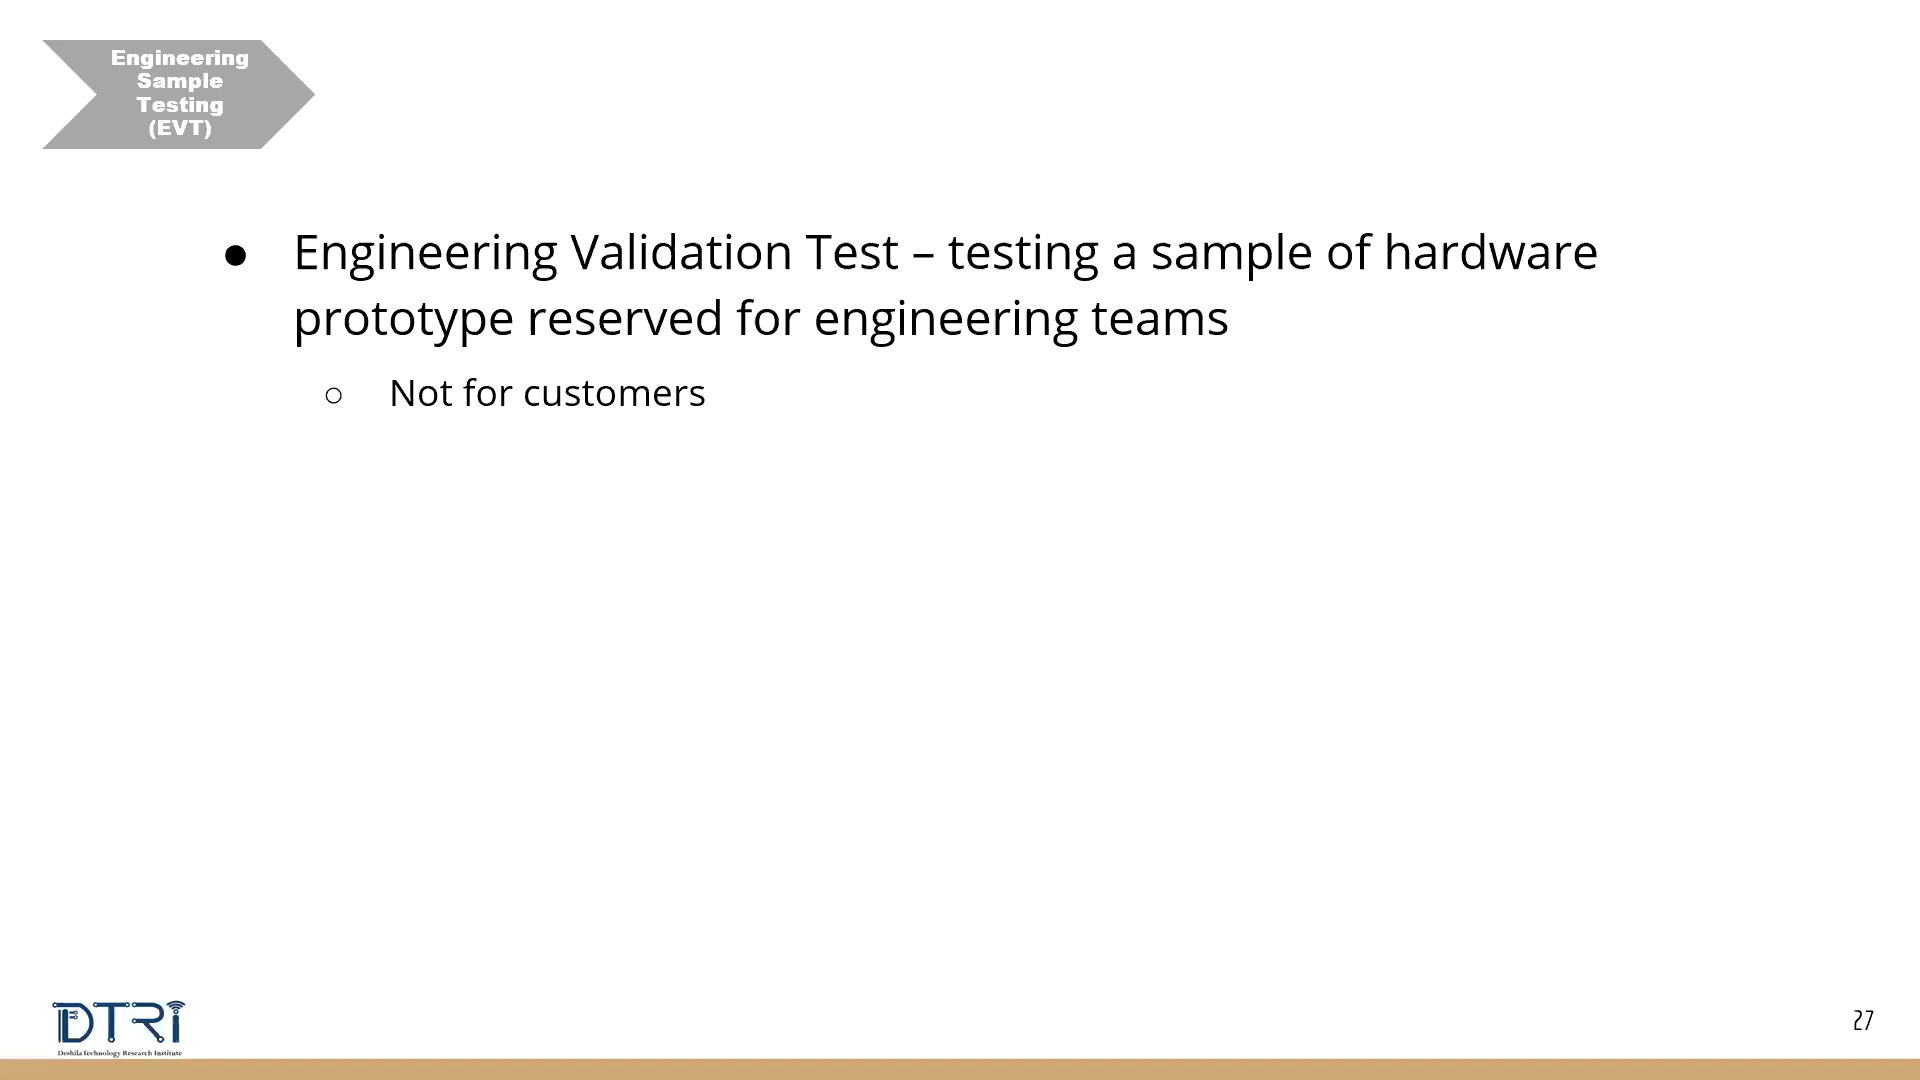 Engineering
Sample
Testing
(EVT)
● Engineering Validation Test – testing a sample of hardware
prototype reserved for engineering teams
○ Not for customers
DTRi
Deshila Technology Research Institute
27